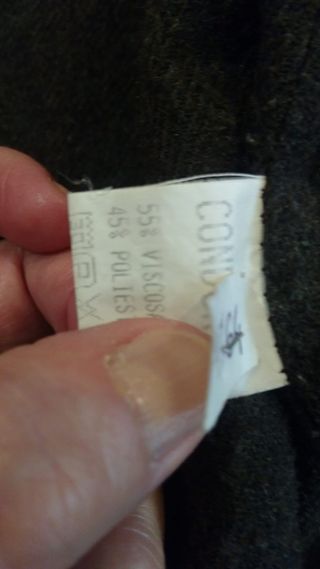 COND
55% VISCOS
45% POLIES
P